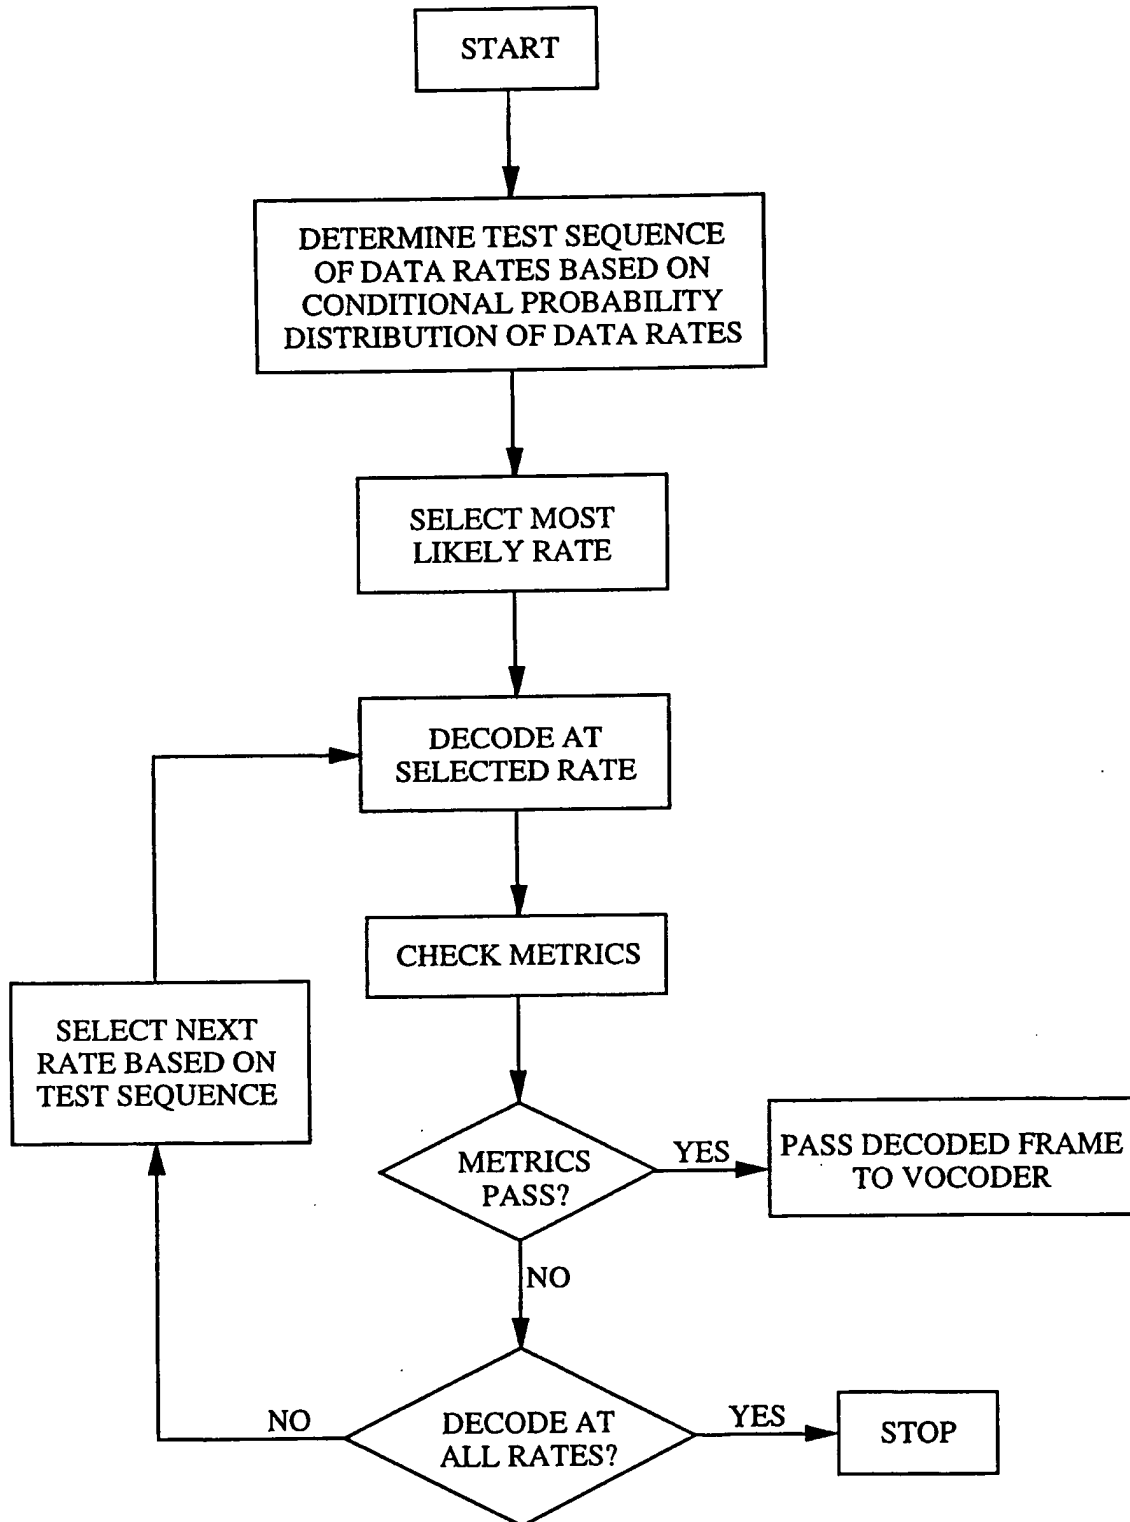 START
DETERMINE TEST SEQUENCE
OF DATA RATES BASED ON
CONDITIONAL PROBABILITY
DISTRIBUTION OF DATA RATES
SELECT MOST
LIKELY RATE
DECODE AT
SELECTED RATE
CHECK METRICS
SELECT NEXT
RATE BASED ON
TEST SEQUENCE
METRICS
PASS?
YES
PASS DECODED FRAME
TO VOCODER
NO
DECODE AT
ALL RATES?
NO
YES
STOP